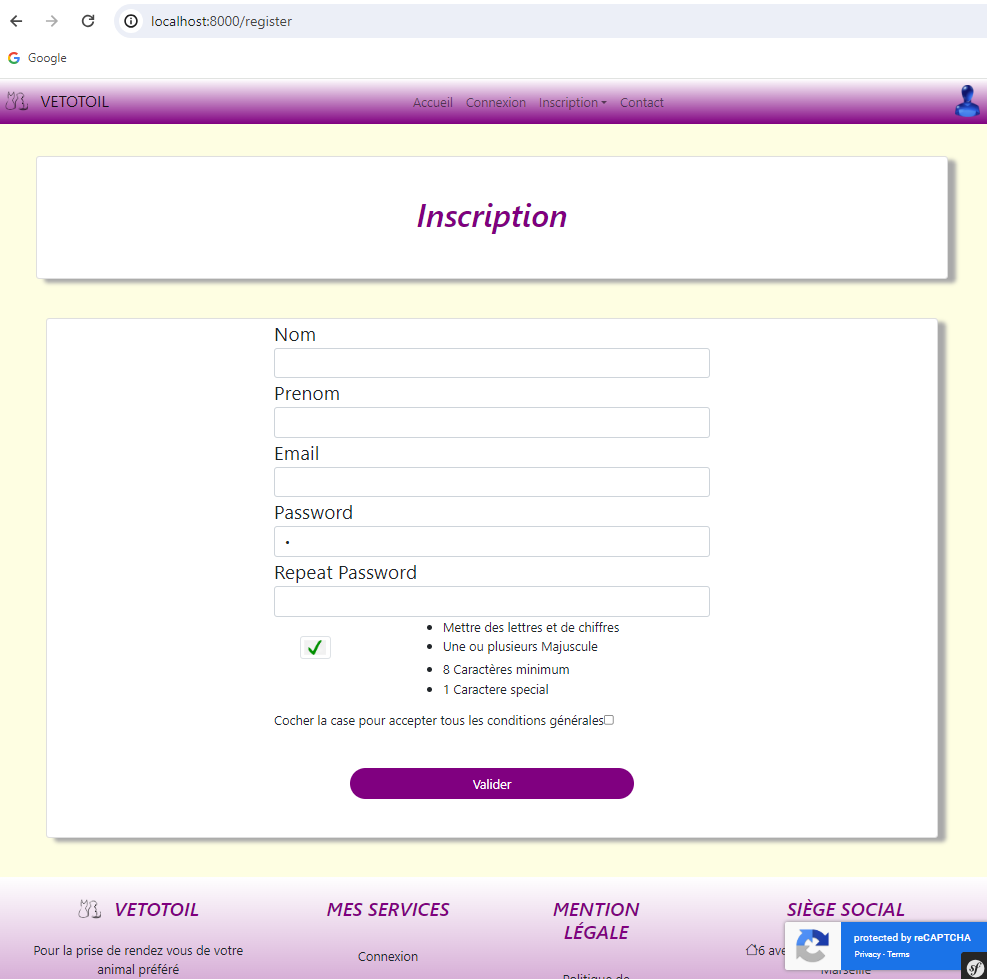 localhost:8000/register
Google
VETOTOIL
Accueil Connexion Inscription Contact
Inscription
Nom
Prenom
Email
Password
Repeat Password
Mettre des lettres et de chiffres
Une ou plusieurs Majuscule
8 Caractères minimum
1 Caractere special
Cocher la case pour accepter tous les conditions générales
Valider
VETOTOIL
Pour la prise de rendez vous de votre
animal préféré
MES SERVICES
Connexion
MENTION
LÉGALE
Politique de
SIÈGE SOCIAL
6 ave
Marseille
protected by reCAPTCHA
Privacy - Terms
sf